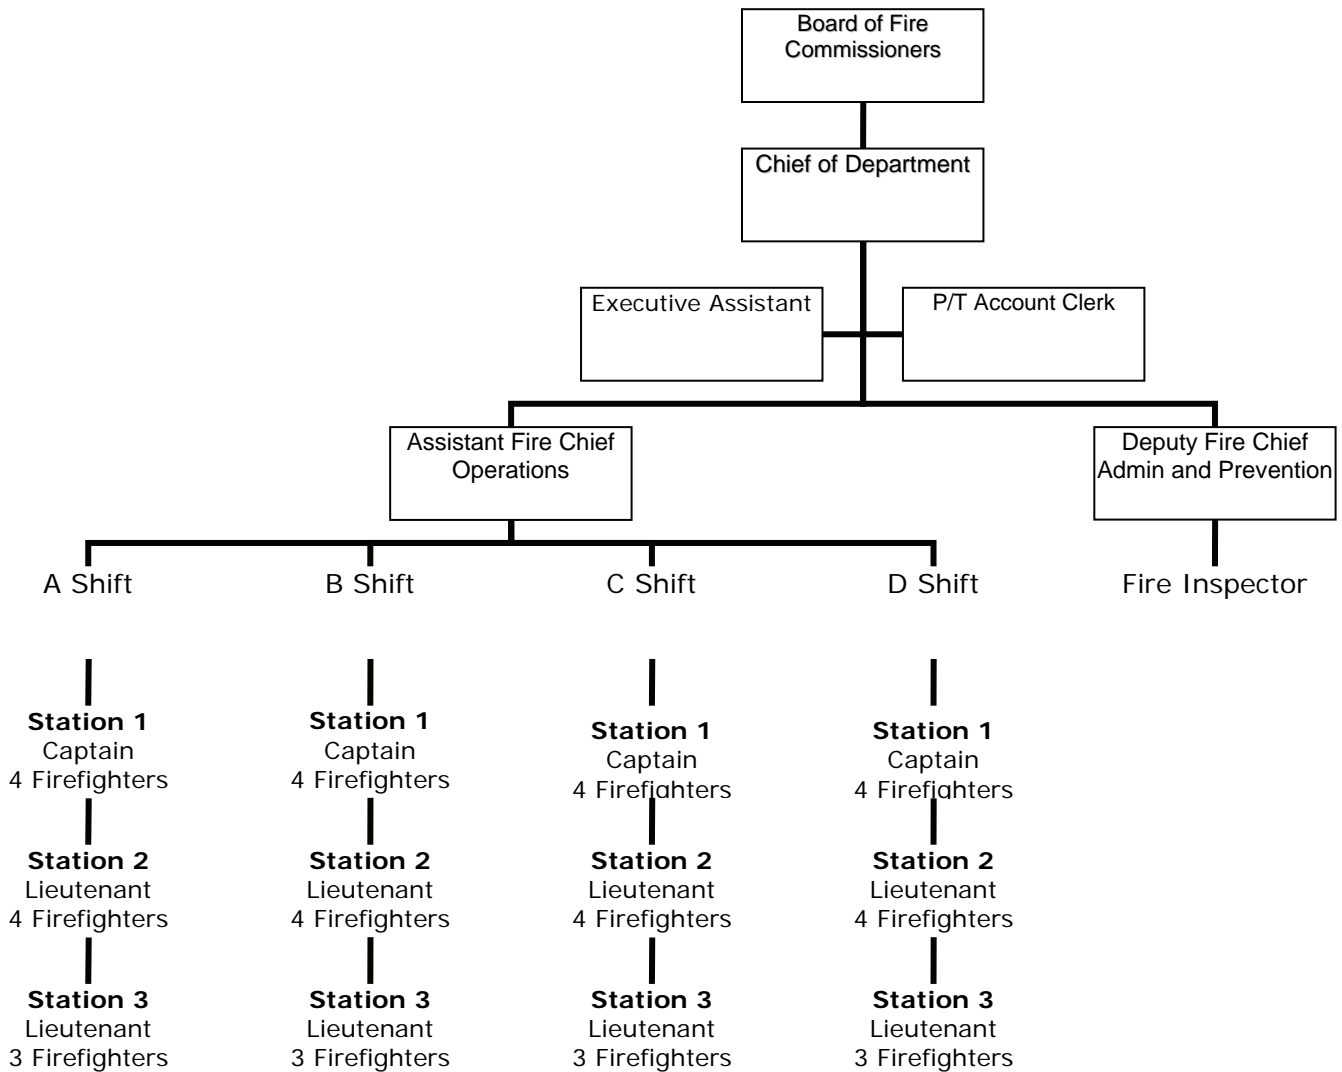 Board of Fire
Commissioners
Chief of Department
Executive Assistant
P/T Account Clerk
Assistant Fire Chief
Operations
Deputy Fire Chief
Admin and Prevention
A Shift
B Shift
C Shift
D Shift
Fire Inspector
Station 1
Captain
4 Firefighters
Station 1
Captain
4 Firefighters
Station 1
Captain
4 Firefighters
Station 1
Captain
4 Firefighters
Station 2
Lieutenant
4 Firefighters
Station 2
Lieutenant
4 Firefighters
Station 2
Lieutenant
4 Firefighters
Station 2
Lieutenant
4 Firefighters
Station 3
Lieutenant
3 Firefighters
Station 3
Lieutenant
3 Firefighters
Station 3
Lieutenant
3 Firefighters
Station 3
Lieutenant
3 Firefighters